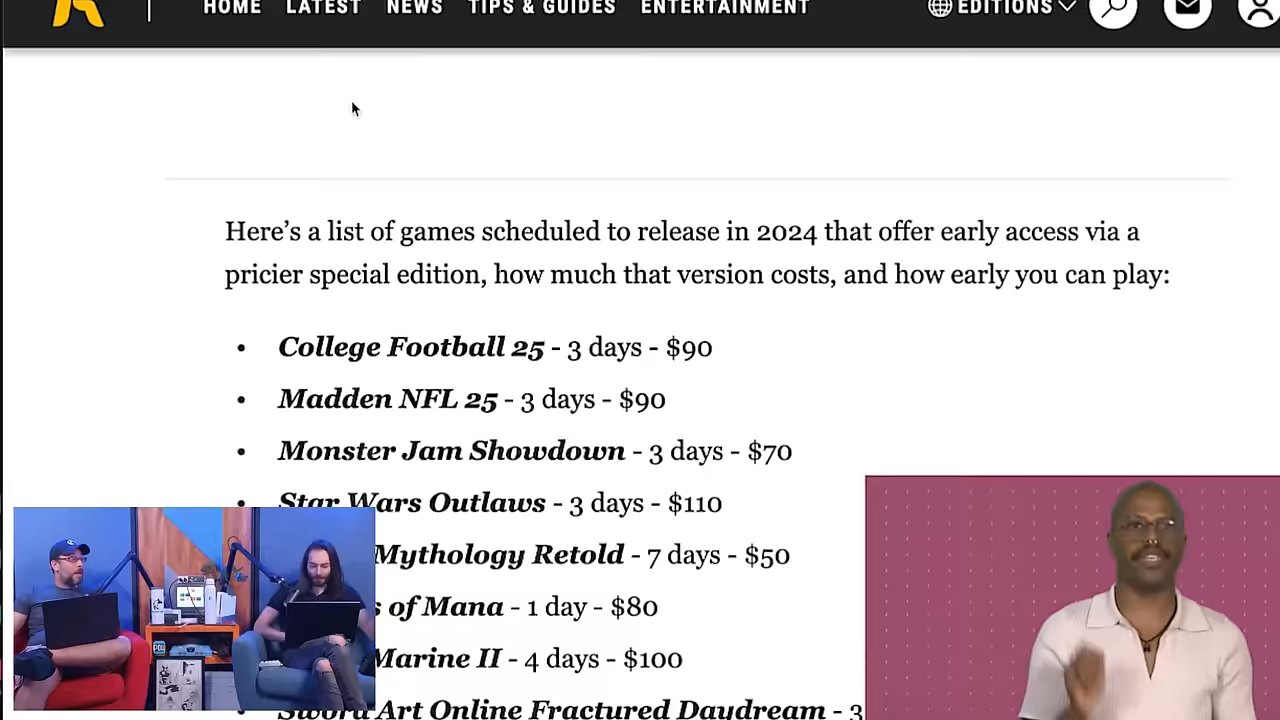 HOME LATEST NEWS TIPS & GUIDES ENTERTAINMENT EDITIONS
Here’s a list of games scheduled to release in 2024 that offer early access via a
pricier special edition, how much that version costs, and how early you can play:
• College Football 25 - 3 days - $90
• Madden NFL 25 - 3 days - $90
• Monster Jam Showdown - 3 days - $70
• Star Wars Outlaws - 3 days - $110
Mythology Retold - 7 days - $50
of Mana - 1 day - $80
Marine II - 4 days - $100
• Sword Art Online Fractured Daydream - 3